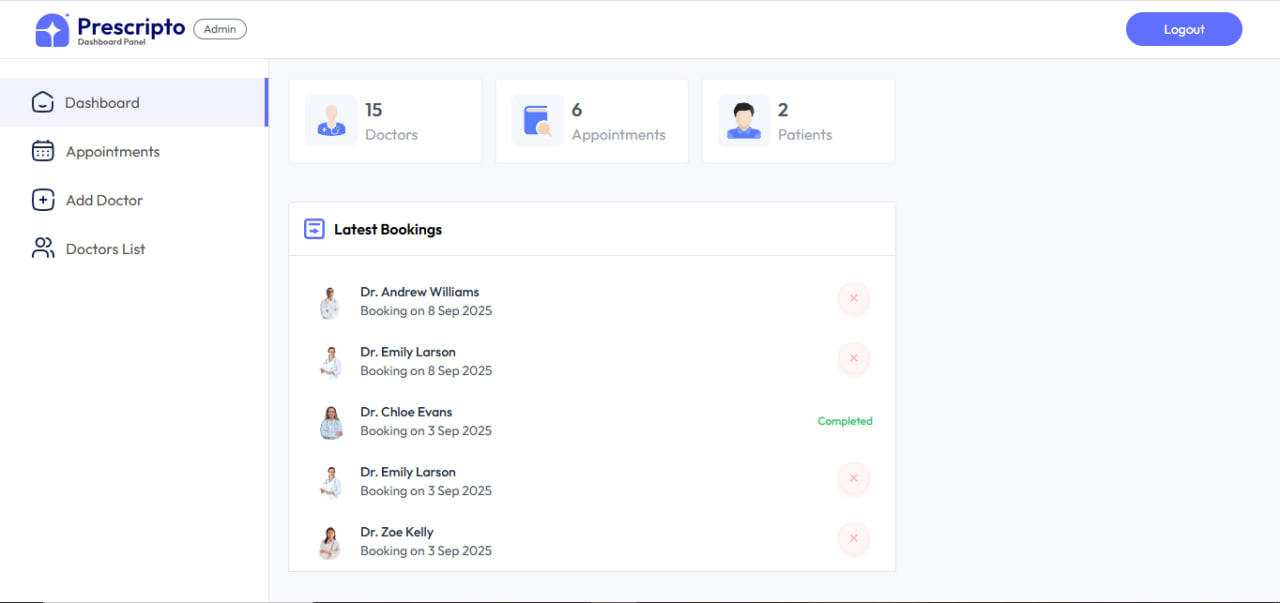 Prescripto
Dashboard Panel
Admin
Logout
Dashboard
Appointments
Add Doctor
Doctors List
15
Doctors
6
Appointments
2
Patients
Latest Bookings
Dr. Andrew Williams
Booking on 8 Sep 2025
Dr. Emily Larson
Booking on 8 Sep 2025
Dr. Chloe Evans
Booking on 3 Sep 2025
Completed
Dr. Emily Larson
Booking on 3 Sep 2025
Dr. Zoe Kelly
Booking on 3 Sep 2025